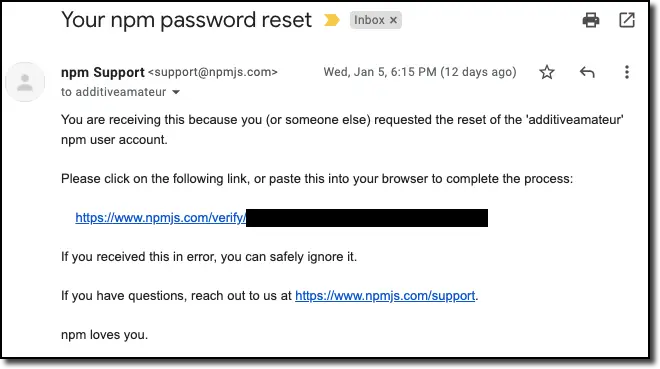 Your npm password reset Inbox ×
npm Support <support@npmjs.com> Wed, Jan 5, 6:15 PM (12 days ago)
to additiveamateur
You are receiving this because you (or someone else) requested the reset of the 'additiveamateur'
npm user account.
Please click on the following link, or paste this into your browser to complete the process:
https://www.npmjs.com/verify/
If you received this in error, you can safely ignore it.
If you have questions, reach out to us at https://www.npmjs.com/support.
npm loves you.